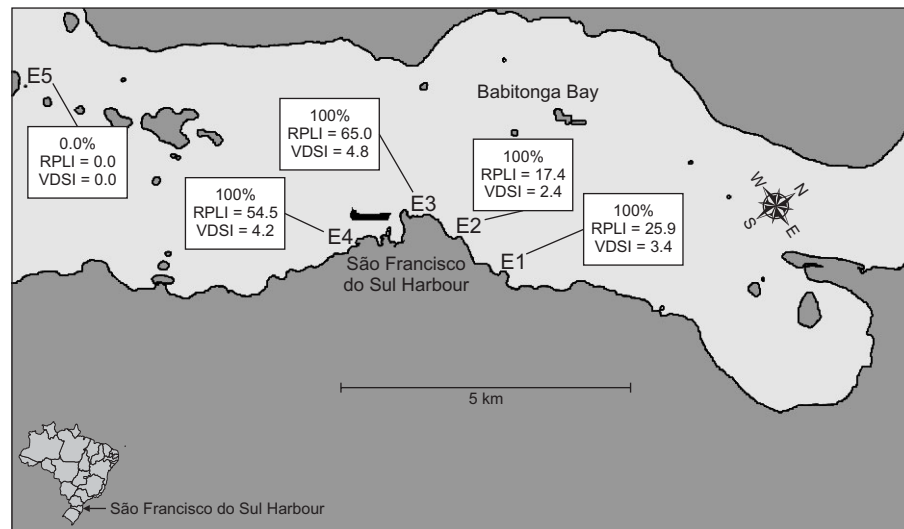 E5
0.0%
RPLI = 0.0
VDSI = 0.0
100%
RPLI = 65.0
VDSI = 4.8
E3
Babitonga Bay
100%
RPLI = 17.4
VDSI = 2.4
E2
100%
RPLI = 54.5
VDSI = 4.2
E4
100%
RPLI = 25.9
VDSI = 3.4
E1
São Francisco
do Sul Harbour
W
N
S
E
5 km
São Francisco do Sul Harbour